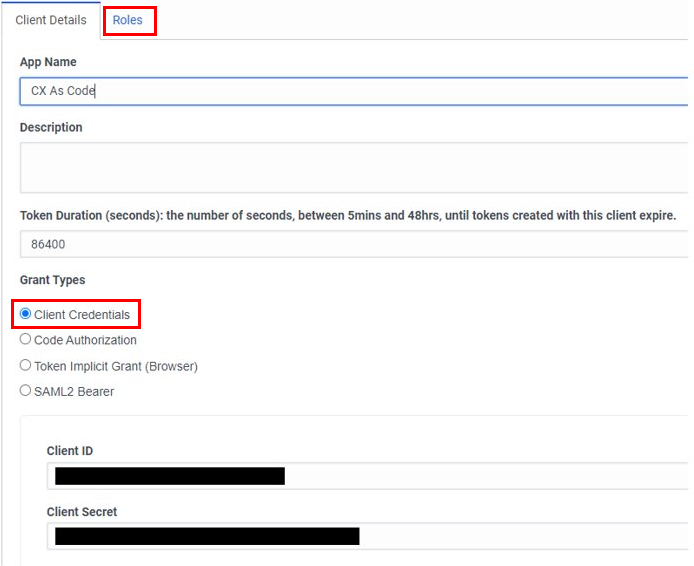 Client Details
Roles
App Name
CX As Code
Description
Token Duration (seconds): the number of seconds, between 5mins and 48hrs, until tokens created with this client expire.
86400
Grant Types
Client Credentials
Code Authorization
Token Implicit Grant (Browser)
SAML2 Bearer
Client ID
Client Secret